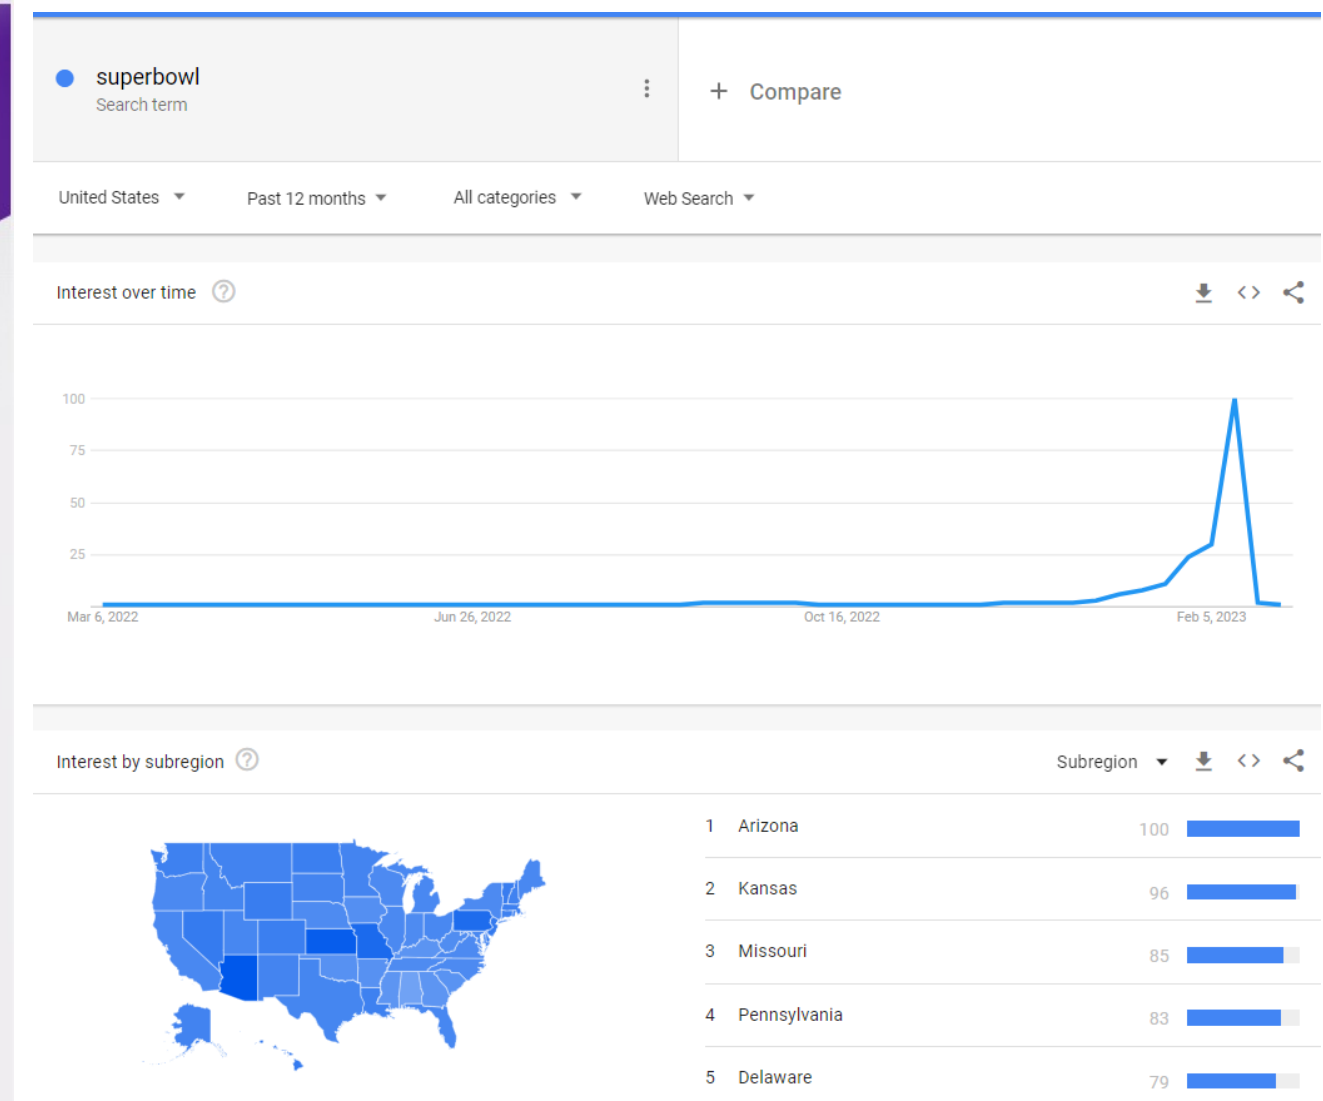 superbowl
Search term
+ Compare
United States
Past 12 months
All categories
Web Search
Interest over time
100
75
50
25
Mar 6, 2022
Jun 26, 2022
Oct 16, 2022
Feb 5, 2023
Interest by subregion
Subregion
1 Arizona 100
2 Kansas 96
3 Missouri 85
4 Pennsylvania 83
5 Delaware 79